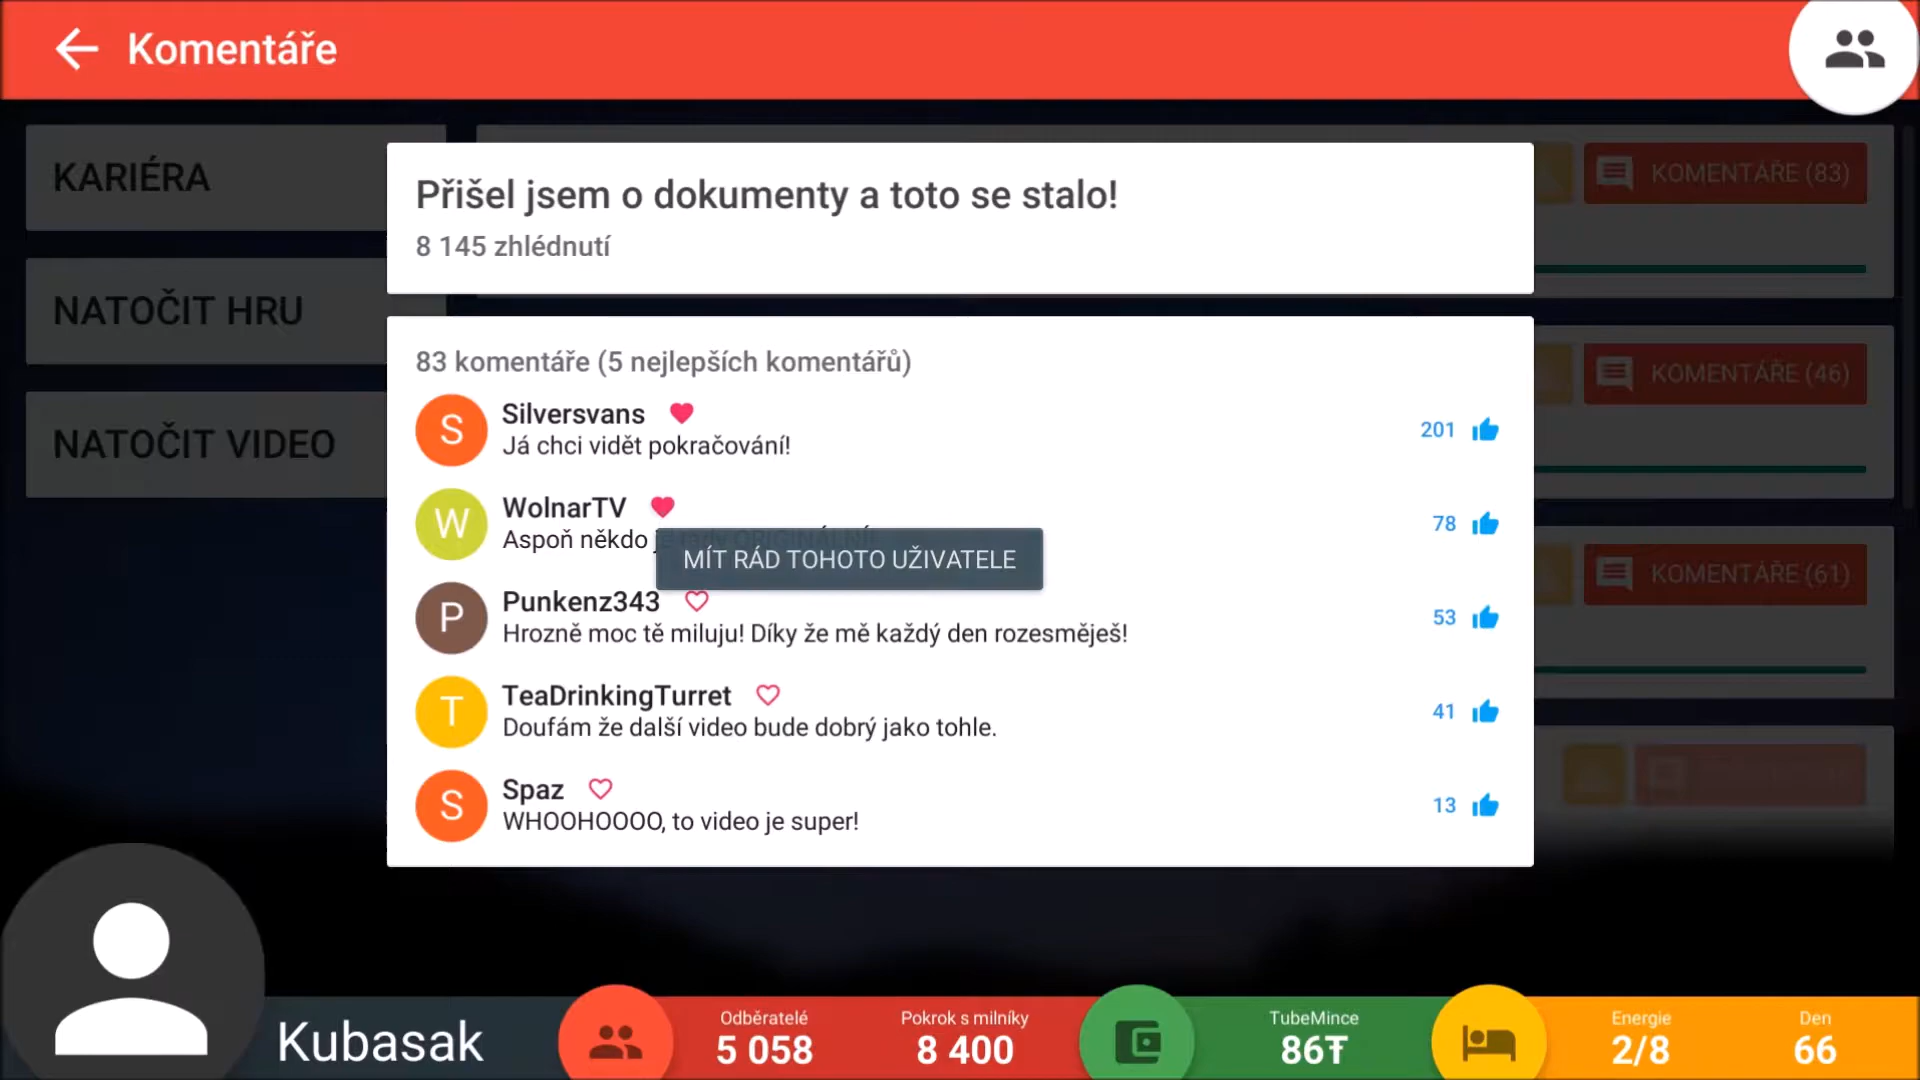 Komentáře
KARIÉRA
NATOČIT HRU
NATOČIT VIDEO
KOMENTÁŘE (83)
KOMENTÁŘE (46)
KOMENTÁŘE (61)
Přišel jsem o dokumenty a toto se stalo!
8 145 zhlédnutí
83 komentáře (5 nejlepších komentářů)
S
Silversvans
Já chci vidět pokračování!
201
W
WolnarTV
Aspoň někdo je tady ORIGINÁLNÍ!
78
MÍT RÁD TOHOTO UŽIVATELE
P
Punkenz343
Hrozně moc tě miluju! Díky že mě každý den rozesměješ!
53
T
TeaDrinkingTurret
Doufám že další video bude dobrý jako tohle.
41
S
Spaz
WHOOHOOOO, to video je super!
13
Kubasak
Odběratelé
5 058
Pokrok s milníky
8 400
TubeMince
86Ŧ
Energie
2/8
Den
66